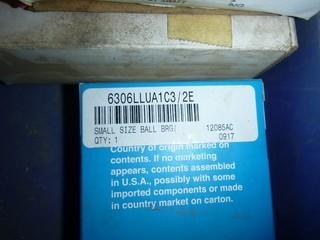 6306LLUA1C3/2E
SMALL SIZE BALL BRG/ 12085AC
QTY: 1 0917
Country of origin marked on
contents. If no marking
appears, contents assembled
in U.S.A., possibly with some
imported components or made
in country market on carton.